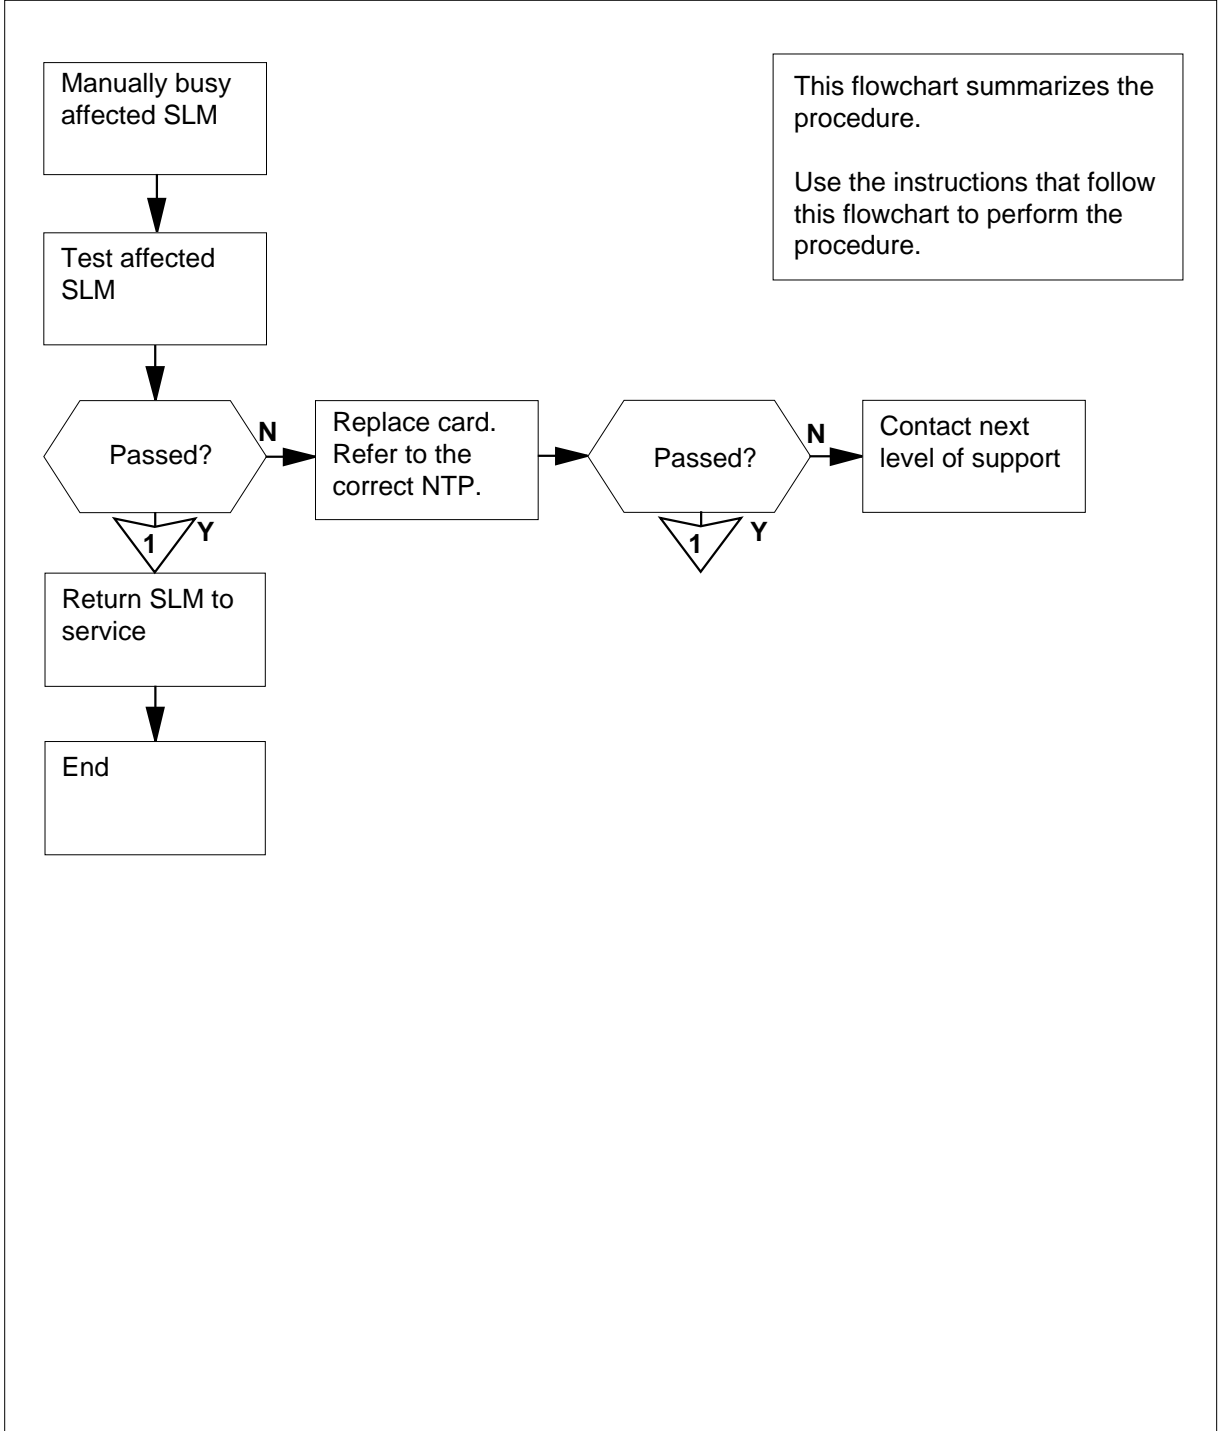 Manually busy
affected SLM
This flowchart summarizes the
procedure.
Use the instructions that follow
this flowchart to perform the
procedure.
Test affected
SLM
Passed?
N
Replace card.
Refer to the
correct NTP.
Passed?
N
Contact next
level of support
1
Y
1
Y
Return SLM to
service
End